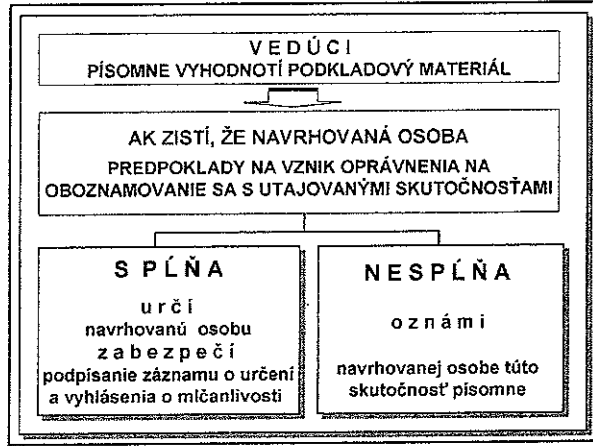 VEDÚCI
PÍSOMNE VYHODNOTÍ PODKLADOVÝ MATERIÁL
AK ZISTÍ, ŽE NAVRHOVANÁ OSOBA
PREDPOKLADY NA VZNIK OPRÁVNENIA NA
OBOZNAMOVANIE SA S UTAJOVANÝMI SKUTOČNOSŤAMI
SPĹŇA
určí
navrhovanú osobu
zabezpečí
podpísanie záznamu o určení
a vyhlásenia o mlčanlivosti
NESPĹŇA
oznámi
navrhovanej osobe túto
skutočnosť písomne